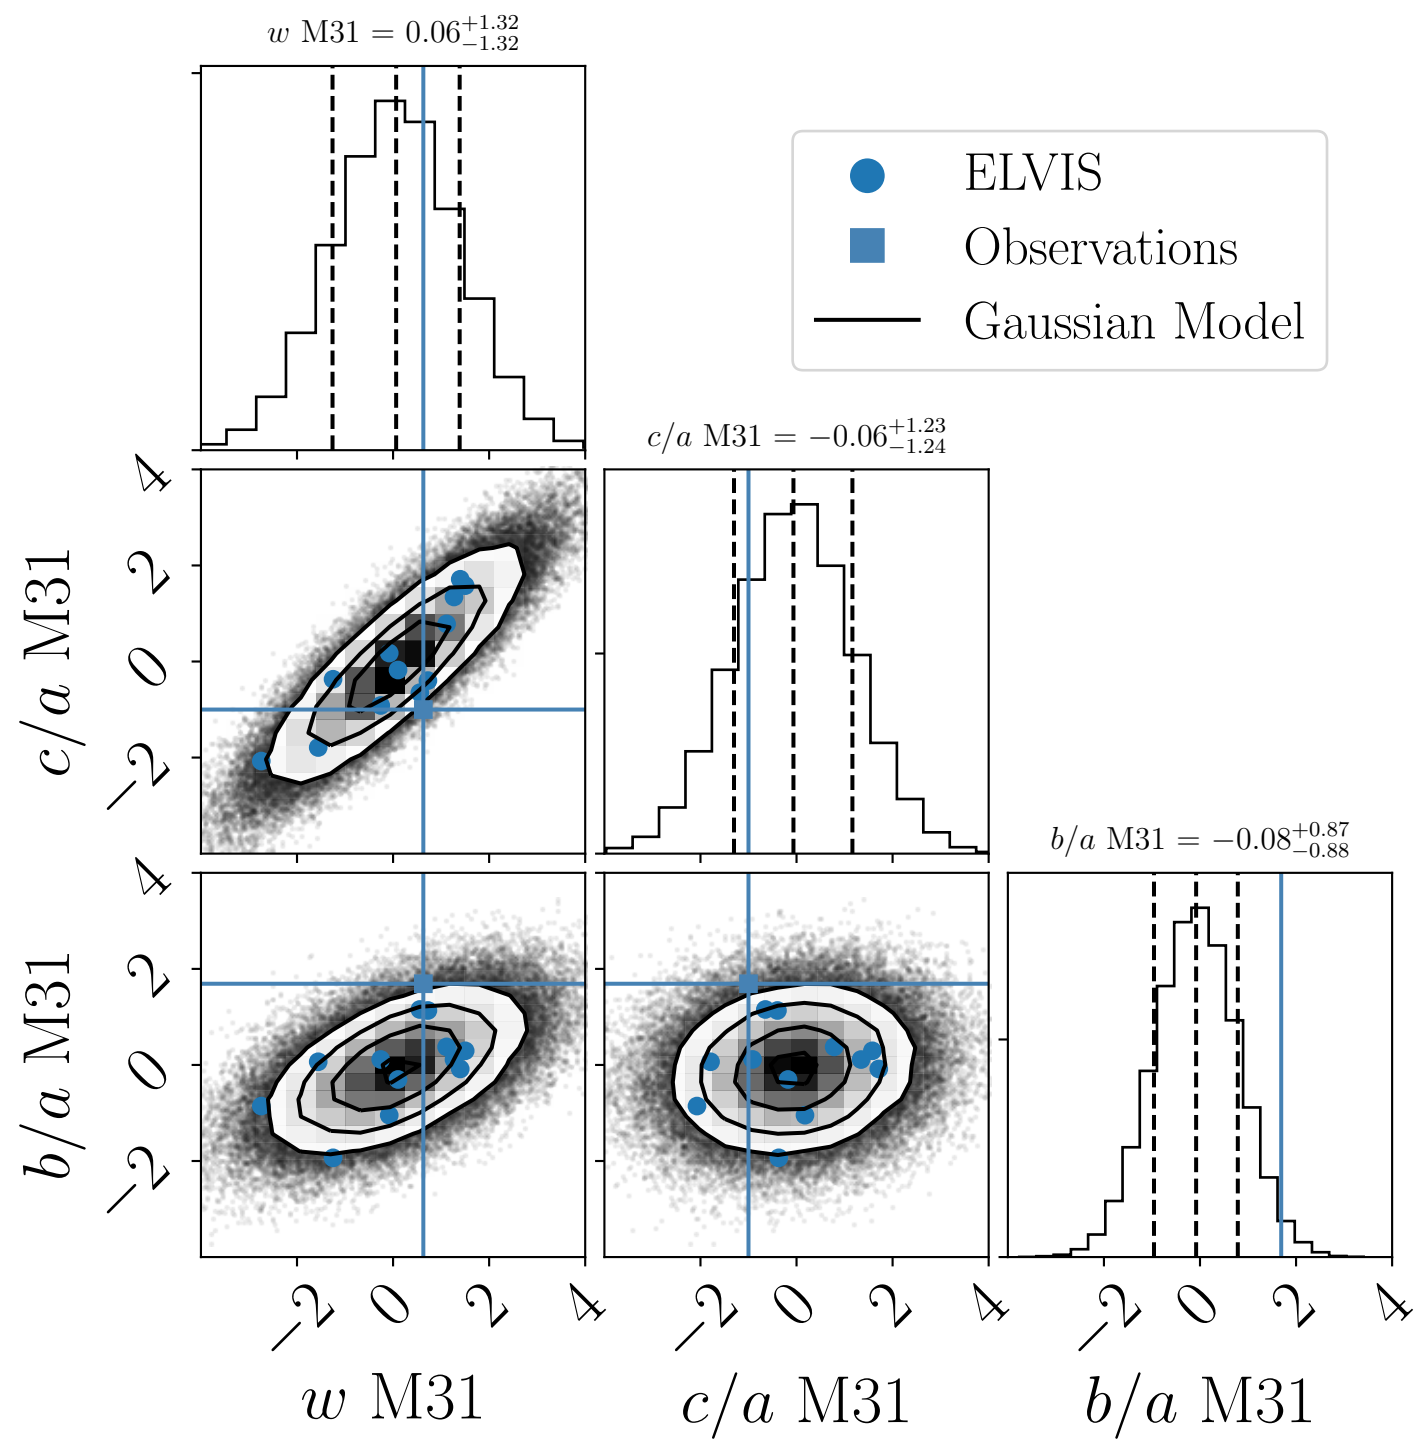 w M31 = 0.06+1.32−1.32
ELVIS
Observations
Gaussian Model
c/a M31 = −0.06+1.23−1.24
4
2
0
−2
c/a M31
b/a M31 = −0.08+0.87−0.88
4
2
0
−2
b/a M31
−2 0 2 4
−2 0 2 4
−2 0 2 4
w M31
c/a M31
b/a M31